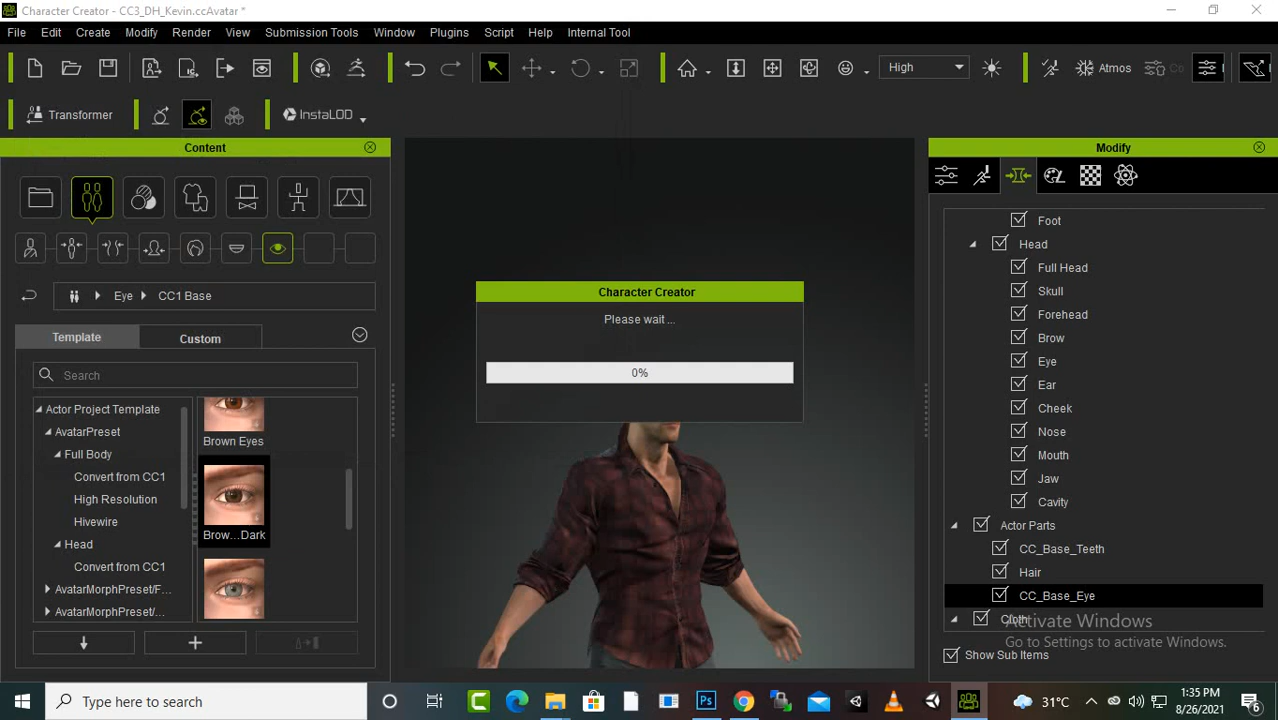 Character Creator - CC3_DH_Kevin.ccAvatar *
File Edit Create Modify Render View Submission Tools Window Plugins Script Help Internal Tool
High
Atmos
Transformer
InstaLOD
Content
Eye CC1 Base
Template Custom
Search
Actor Project Template
AvatarPreset
Full Body
Convert from CC1
High Resolution
Hivewire
Head
Convert from CC1
AvatarMorphPreset/F...
AvatarMorphPreset/...
Brown Eyes
Brow...Dark
Character Creator
Please wait ...
0%
Modify
Foot
Head
Full Head
Skull
Forehead
Brow
Eye
Ear
Cheek
Nose
Mouth
Jaw
Cavity
Actor Parts
CC_Base_Teeth
Hair
CC_Base_Eye
Cloth
Activate Windows
Go to Settings to activate Windows.
Show Sub Items
Type here to search
Ps
31°C
1:35 PM
8/26/2021
6